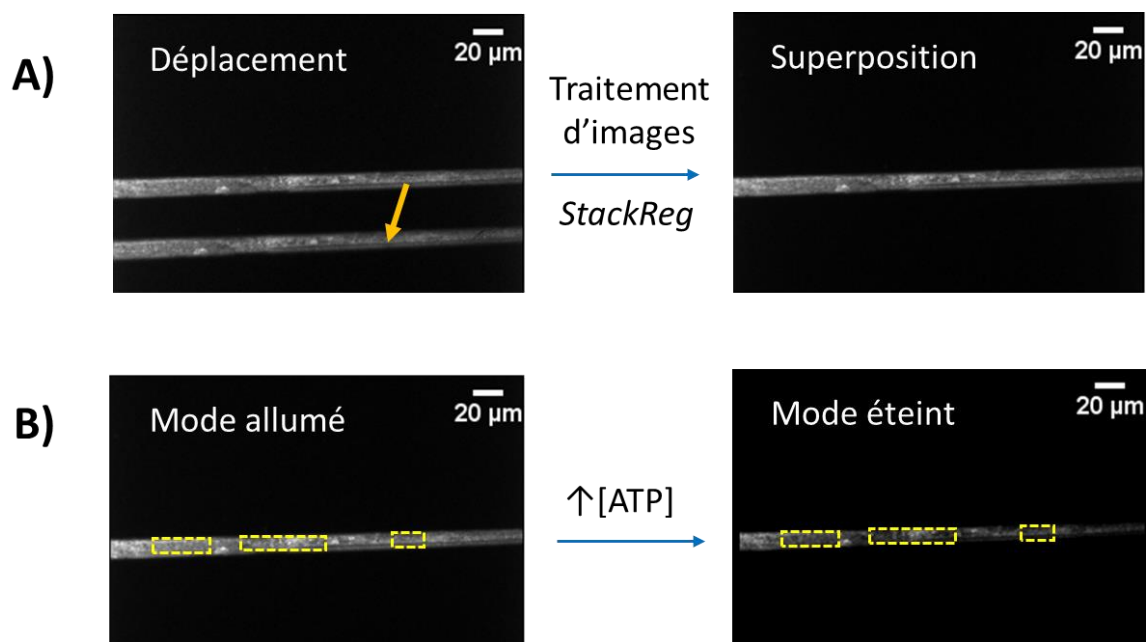 A)
Déplacement
20 µm
Traitement
d’images
StackReg
Superposition
20 µm
B)
Mode allumé
20 µm
↑[ATP]
Mode éteint
20 µm